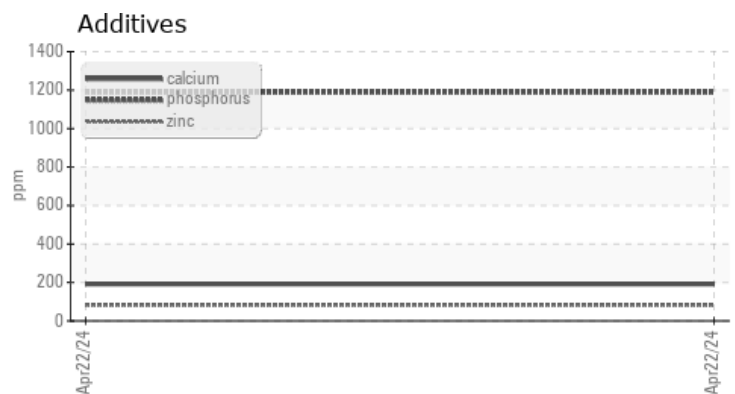 Additives
1400
1200
1000
800
600
400
200
0
ppm
calcium
phosphorus
zinc
Apr22/24
Apr22/24